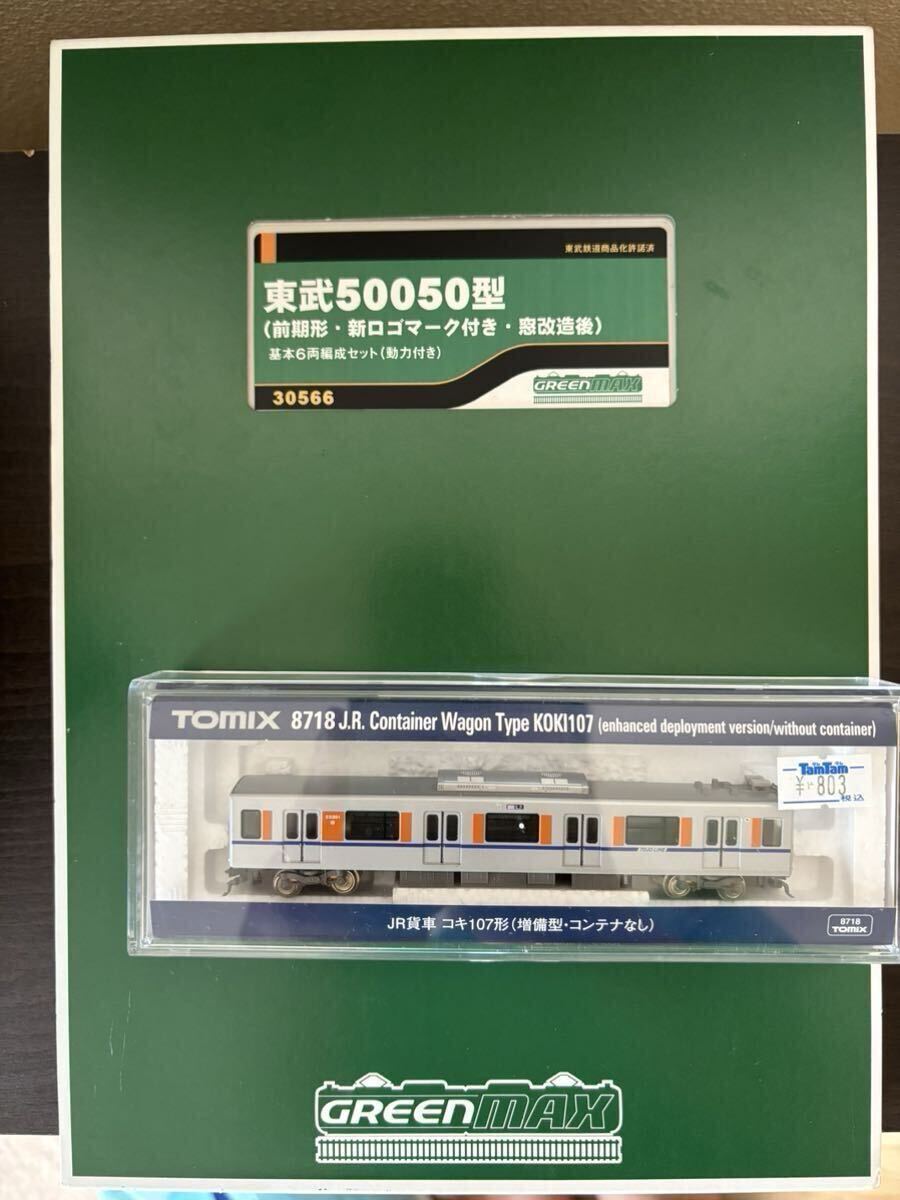 東武鉄道商品化許諾済
東武50050型
(前期形・新ロゴマーク付き・窓改造後)
基本6両編成セット(動力付き)
30566
GREENMAX
TOMIX 8718 J.R. Container Wagon Type KOKI107 (enhanced deployment version/without container)
TamTam
¥ 803
税込
TOJO LINE
JR貨車 コキ107形(増備型・コンテナなし)
8718
TOMIX
GREENMAX